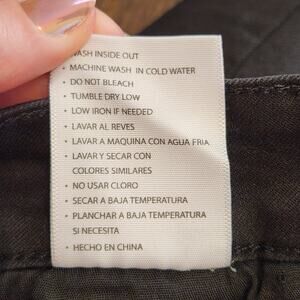 WASH INSIDE OUT
• MACHINE WASH IN COLD WATER
• DO NOT BLEACH
• TUMBLE DRY LOW
• LOW IRON IF NEEDED
• LAVAR AL REVES
• LAVAR A MAQUINA CON AGUA FRIA
• LAVAR Y SECAR CON
COLORES SIMILARES
• NO USAR CLORO
• SECAR A BAJA TEMPERATURA
• PLANCHAR A BAJA TEMPERATURA
SI NECESITA
• HECHO EN CHINA